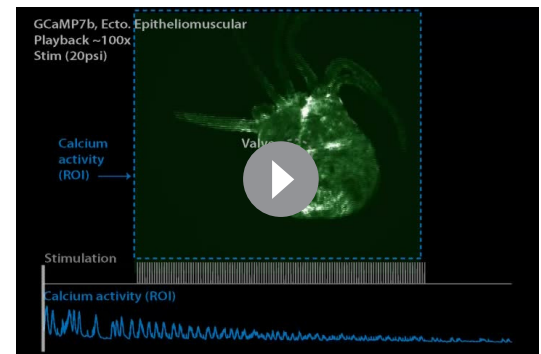 GCaMP7b, Ecto. Epitheliomuscular
Playback ~100x
Stim (20psi)
Calcium
activity
(ROI)
Stimulation
Calcium activity (ROI)